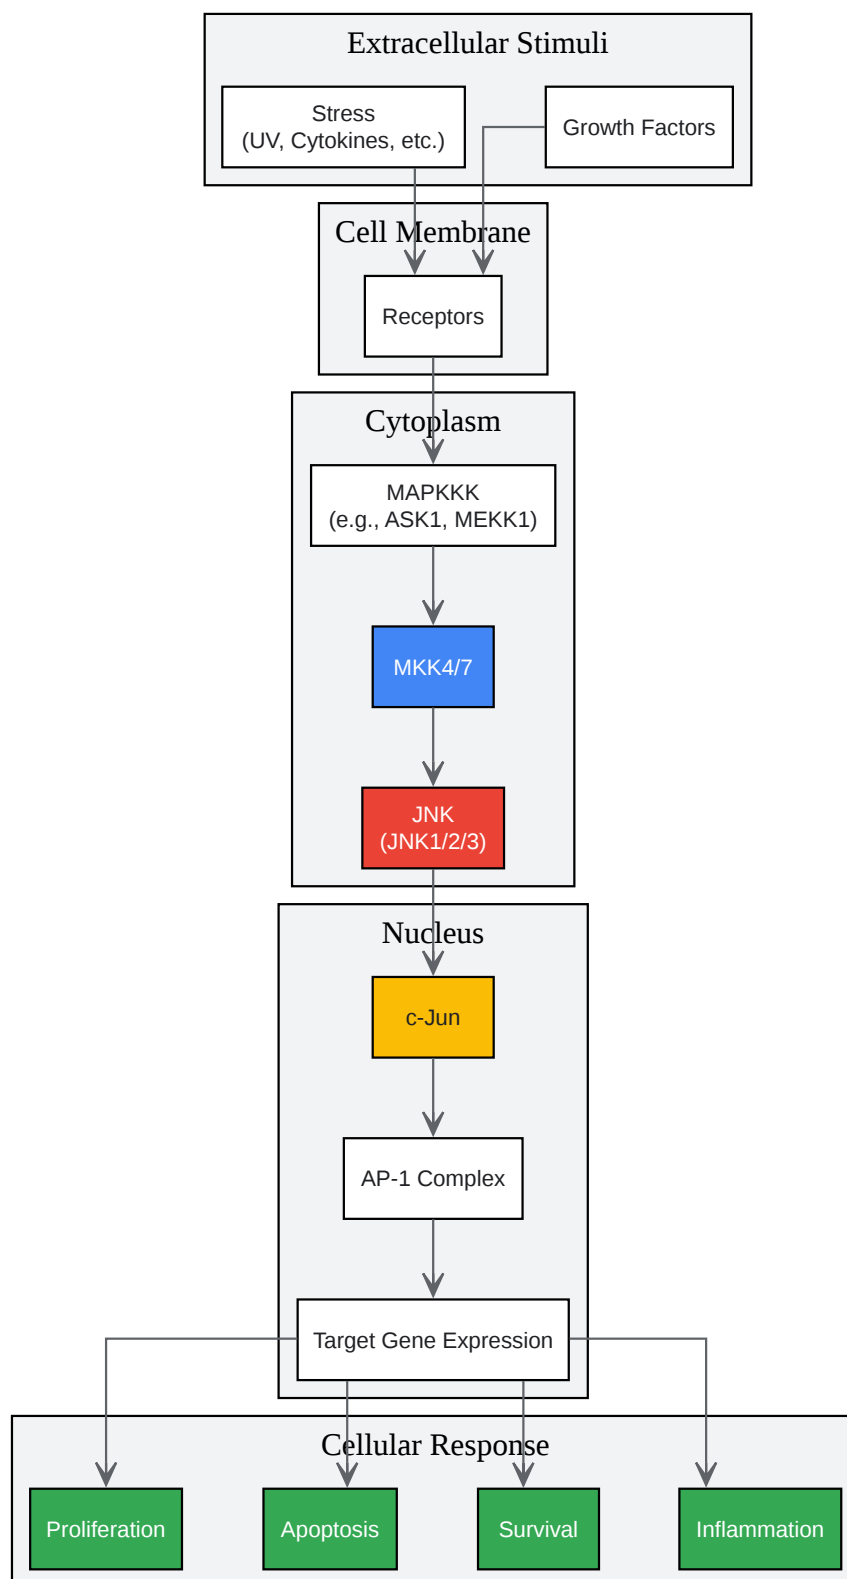 Extracellular Stimuli
Stress
(UV, Cytokines, etc.)
Growth Factors
Cell Membrane
Receptors
Cytoplasm
MAPKKK
(e.g., ASK1, MEKK1)
MKK4/7
JNK
(JNK1/2/3)
Nucleus
c-Jun
AP-1 Complex
Target Gene Expression
Cellular Response
Proliferation
Apoptosis
Survival
Inflammation